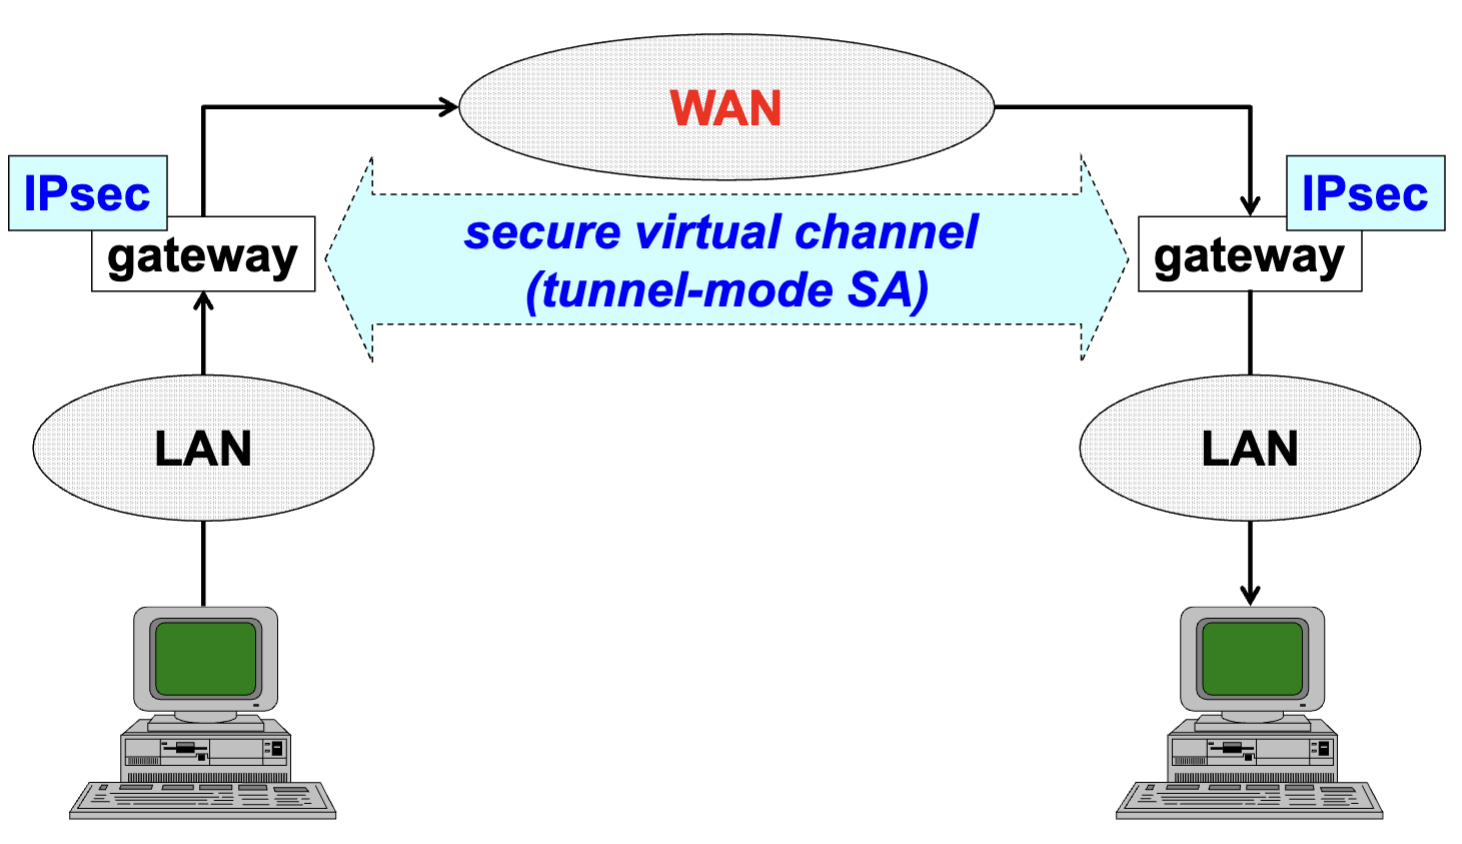 WAN
IPsec
gateway
secure virtual channel
(tunnel-mode SA)
IPsec
gateway
LAN
LAN